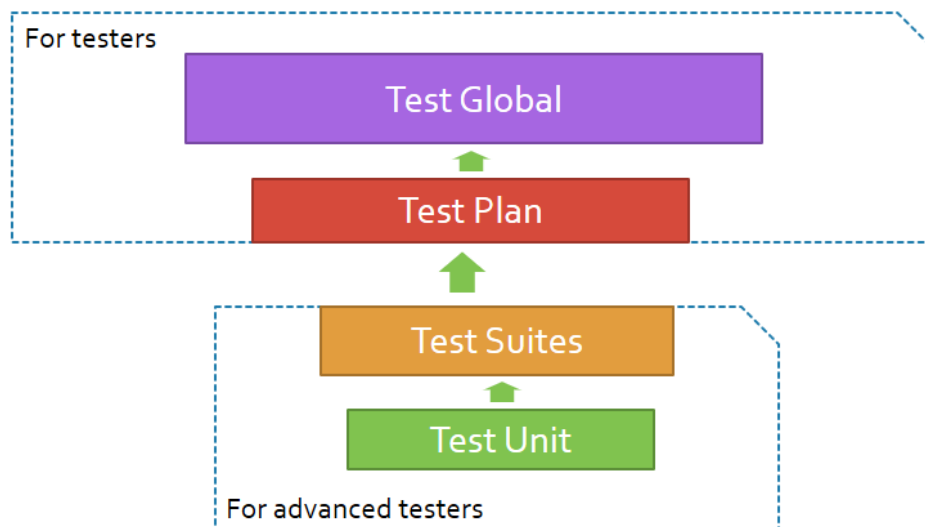 For testers
Test Global
Test Plan
Test Suites
Test Unit
For advanced testers